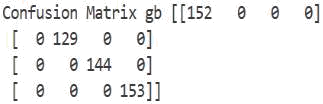 Confusion Matrix gb [[152   0   0   0]
 [  0 129   0   0]
 [  0   0 144   0]
 [  0   0   0 153]]